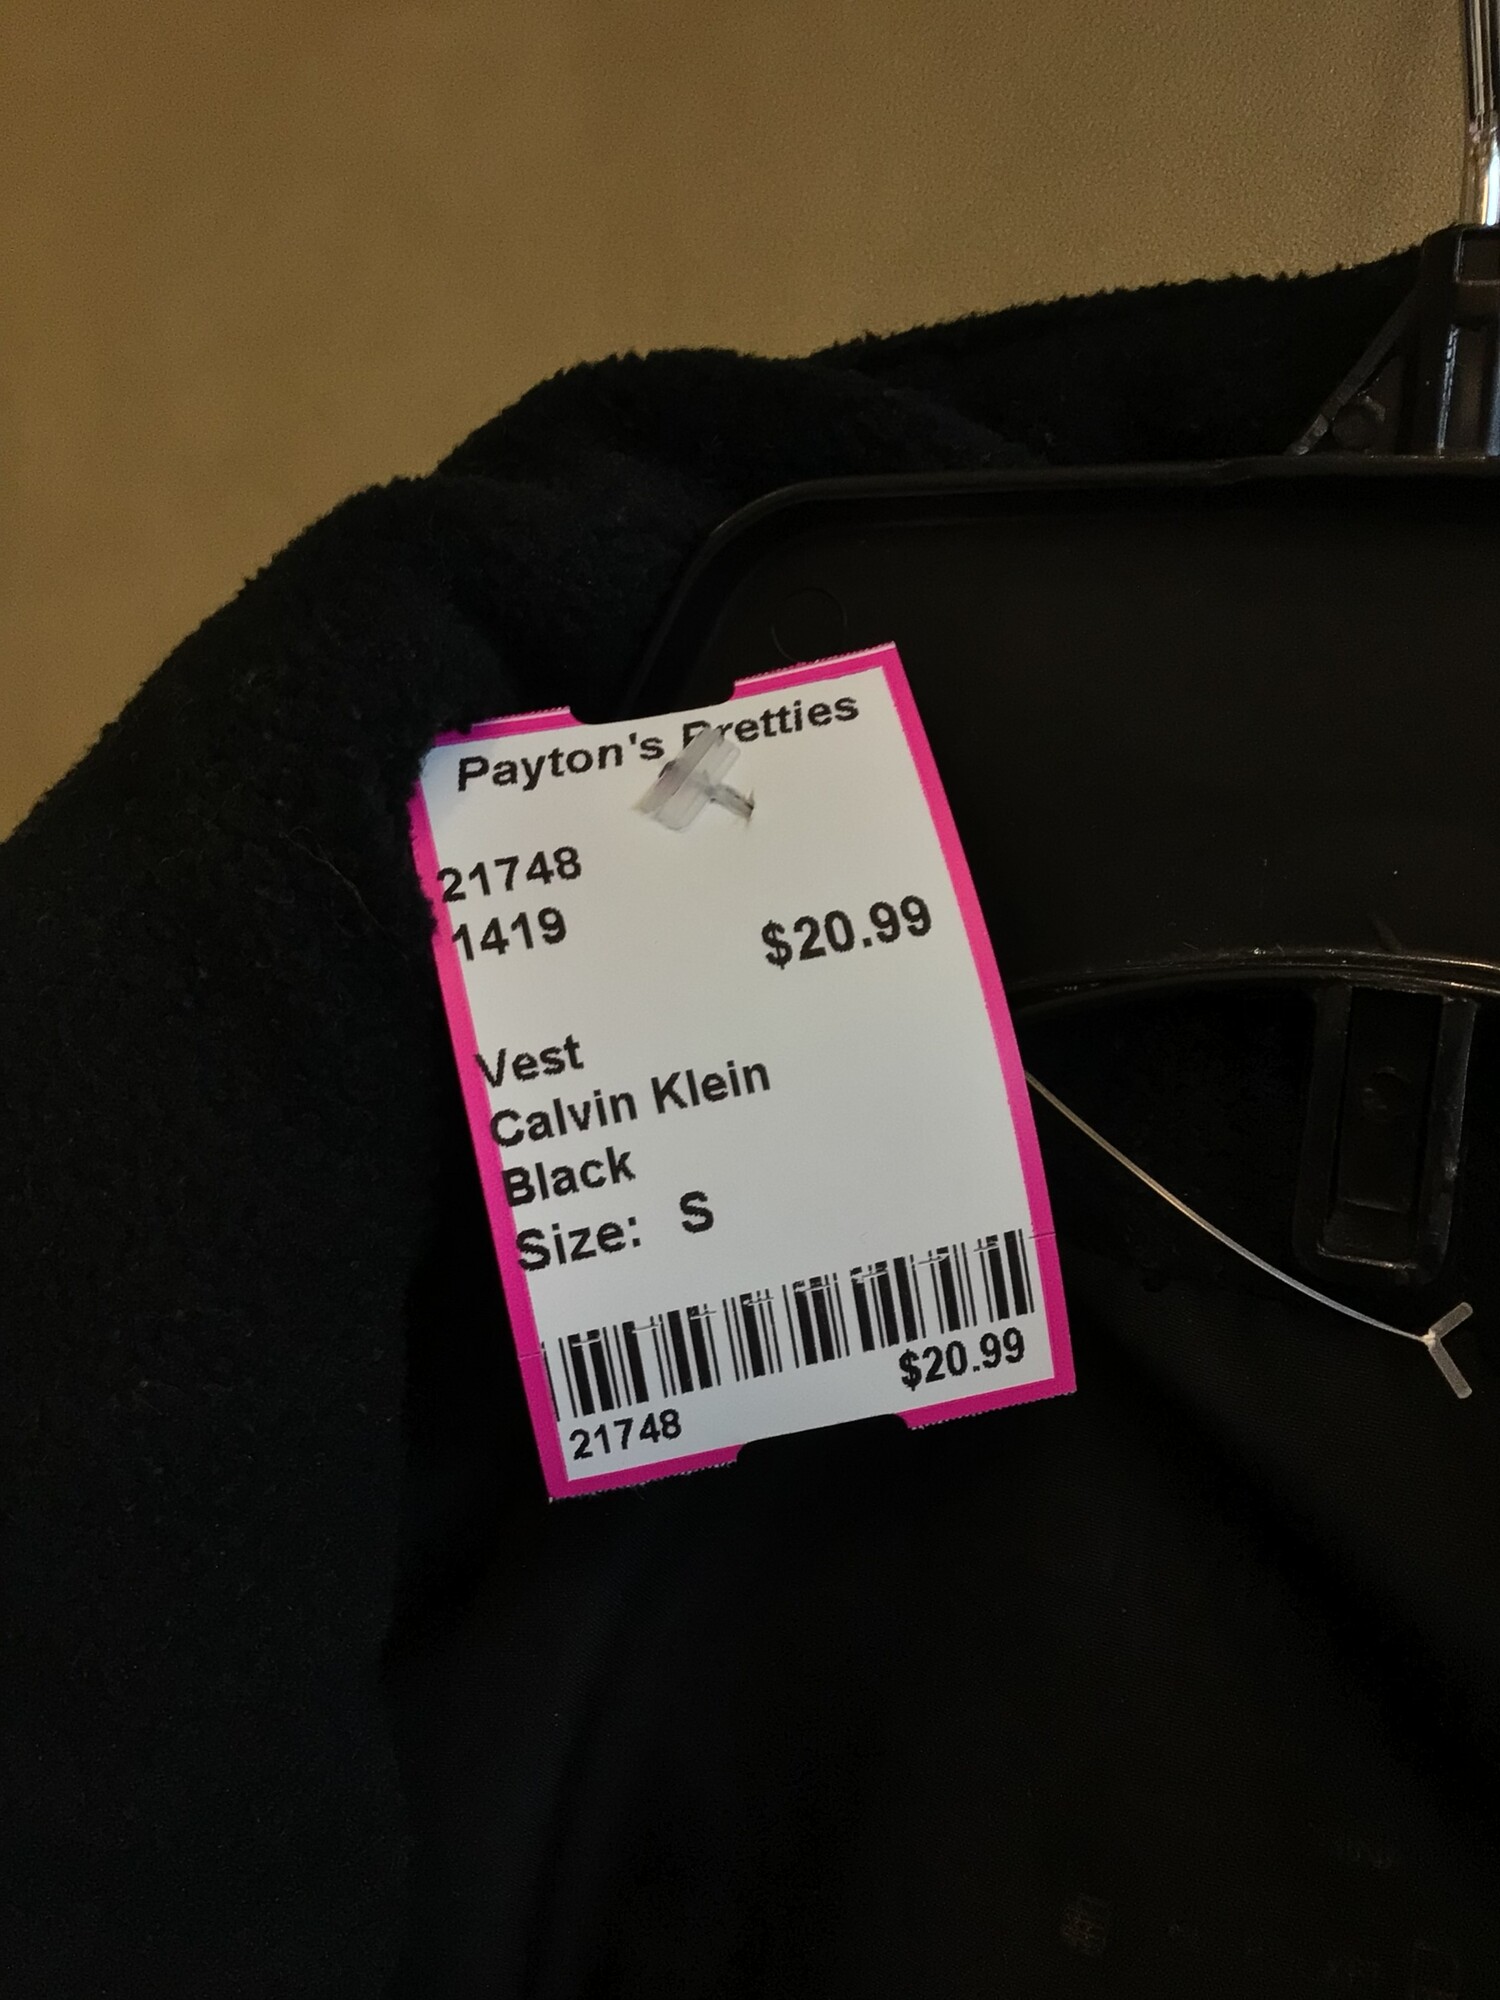 Payton's Pretties
21748
1419 $20.99
Vest
Calvin Klein
Black
Size: S
$20.99
21748